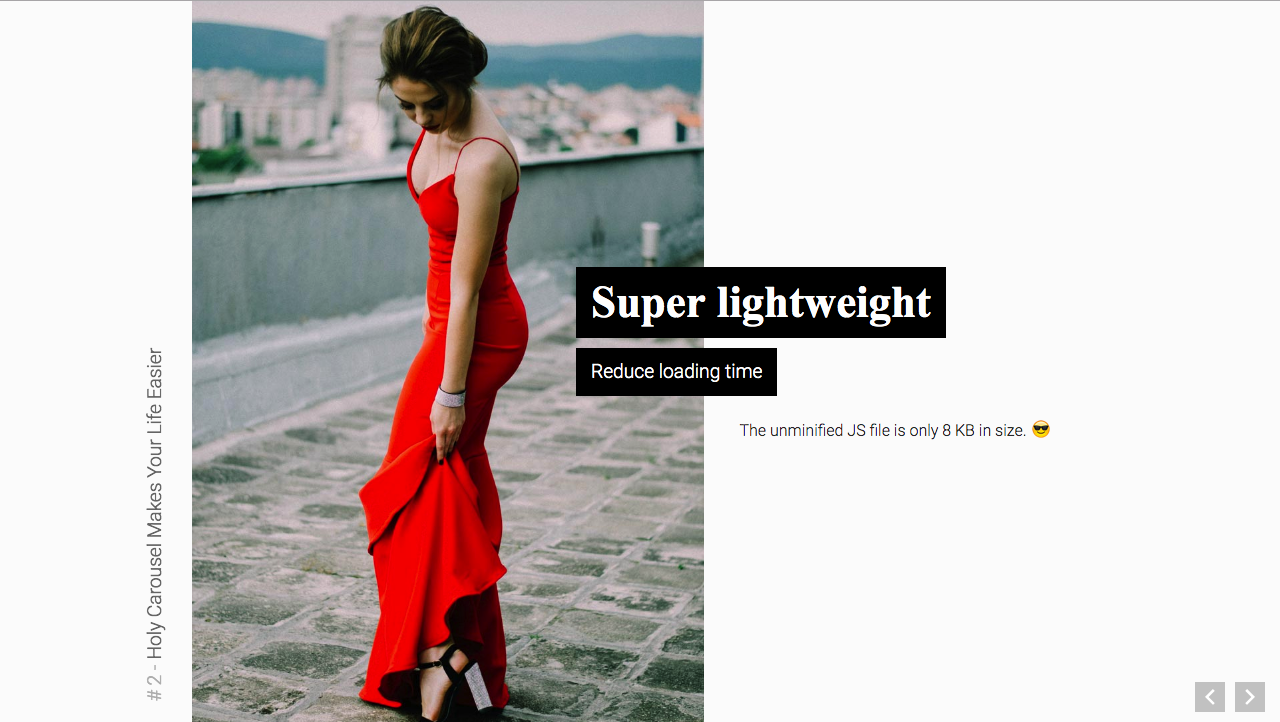 Super lightweight
Reduce loading time
The unminified JS file is only 8 KB in size. 😎
# 2 - Holy Carousel Makes Your Life Easier